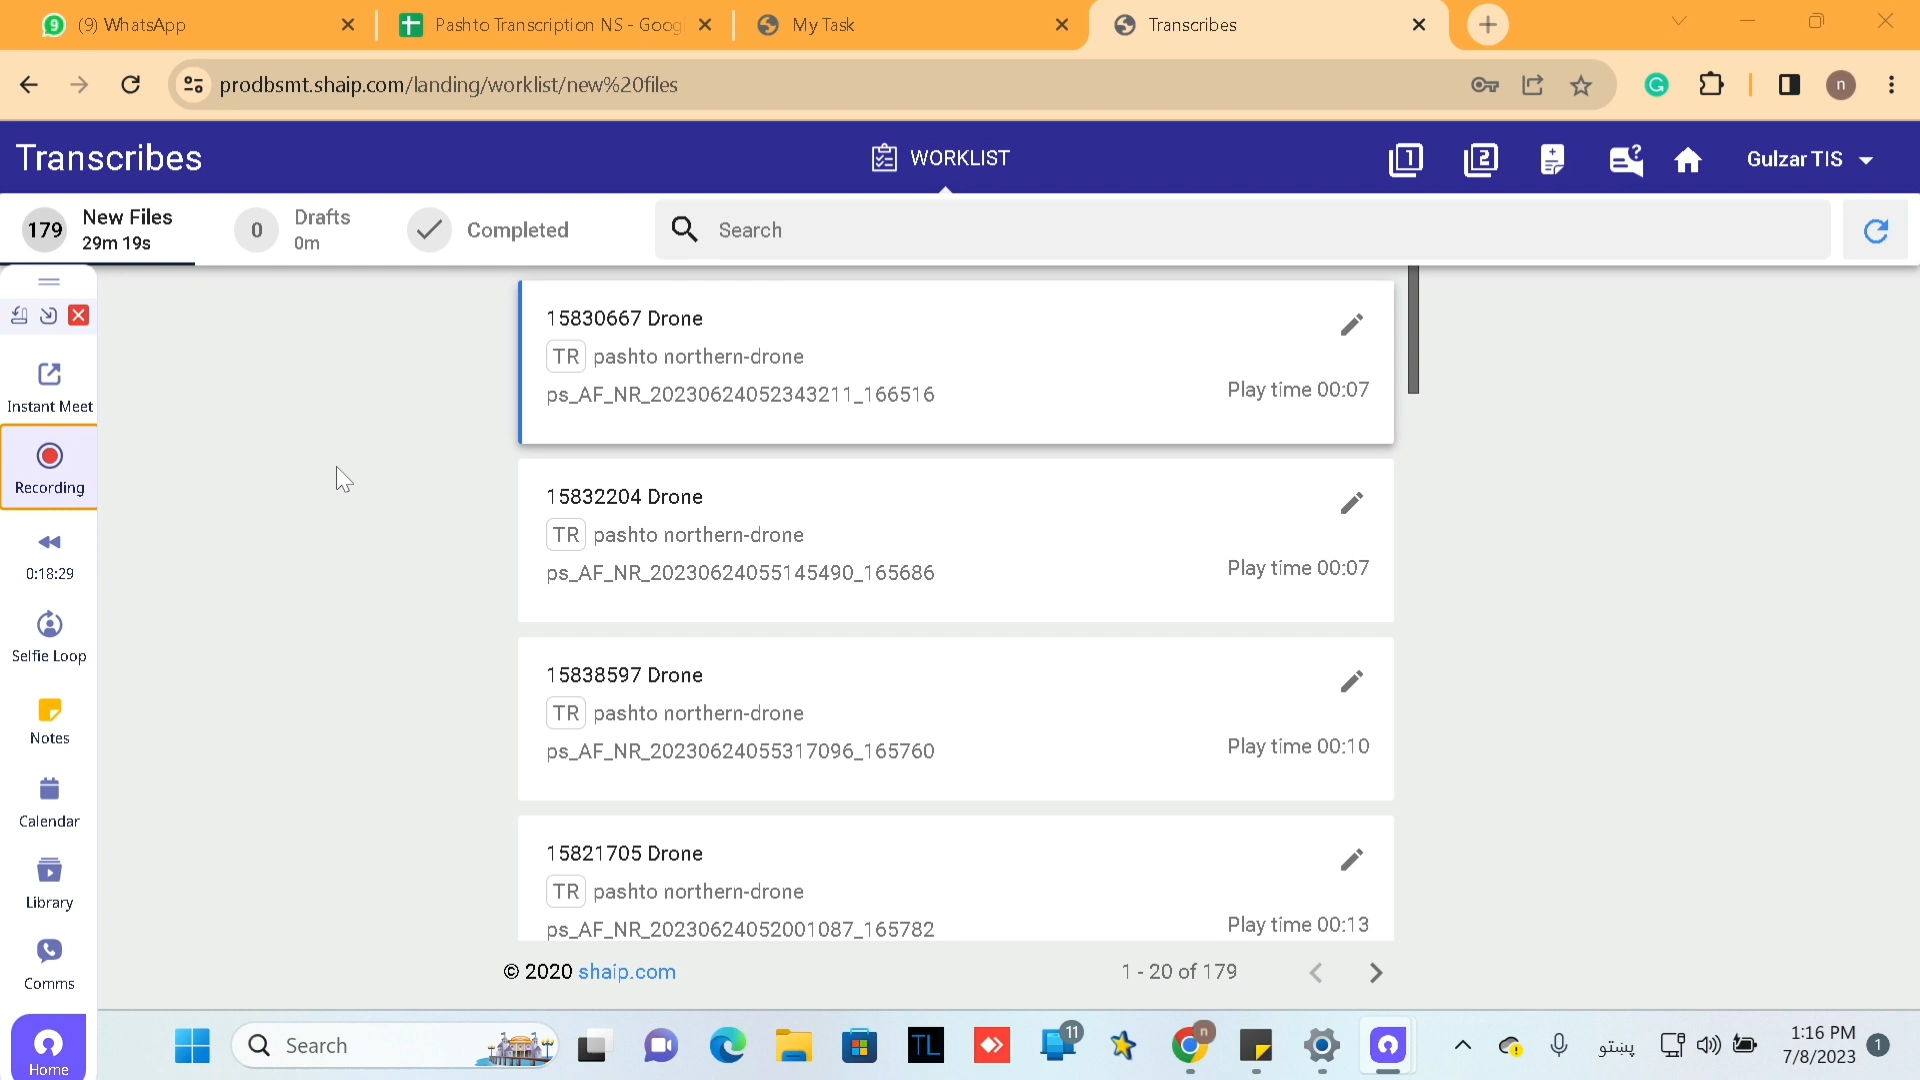 (9) WhatsApp
Pashto Transcription NS - Goog
My Task
Transcribes
prodbsmt.shaip.com/landing/worklist/new%20files
n
Transcribes
WORKLIST
1
2
Gulzar TIS
179
New Files
29m 19s
0
Drafts
0m
Completed
Search
Instant Meet
Recording
0:18:29
Selfie Loop
Notes
Calendar
Library
Comms
Home
15830667 Drone
TR pashto northern-drone
ps_AF_NR_20230624052343211_166516
Play time 00:07
15832204 Drone
TR pashto northern-drone
ps_AF_NR_20230624055145490_165686
Play time 00:07
15838597 Drone
TR pashto northern-drone
ps_AF_NR_20230624055317096_165760
Play time 00:10
15821705 Drone
TR pashto northern-drone
ps_AF_NR_20230624052001087_165782
Play time 00:13
© 2020 shaip.com
1 - 20 of 179
Search
TL
11
n
پښتو
1:16 PM
7/8/2023
1